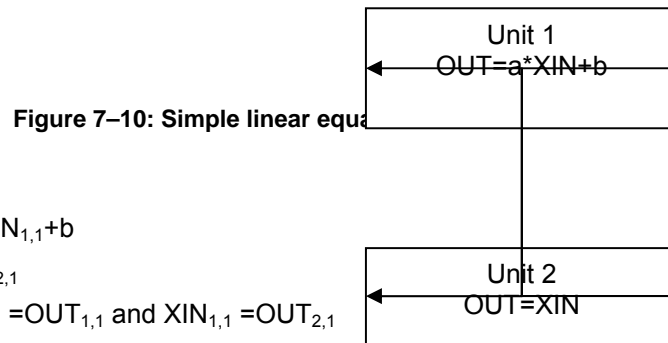 Unit 1
OUT=a*XIN+b
Figure 7–10: Simple linear equa
N₁,₁+b
₂,₁
Unit 2
OUT=XIN
=OUT₁,₁ and XIN₁,₁ =OUT₂,₁